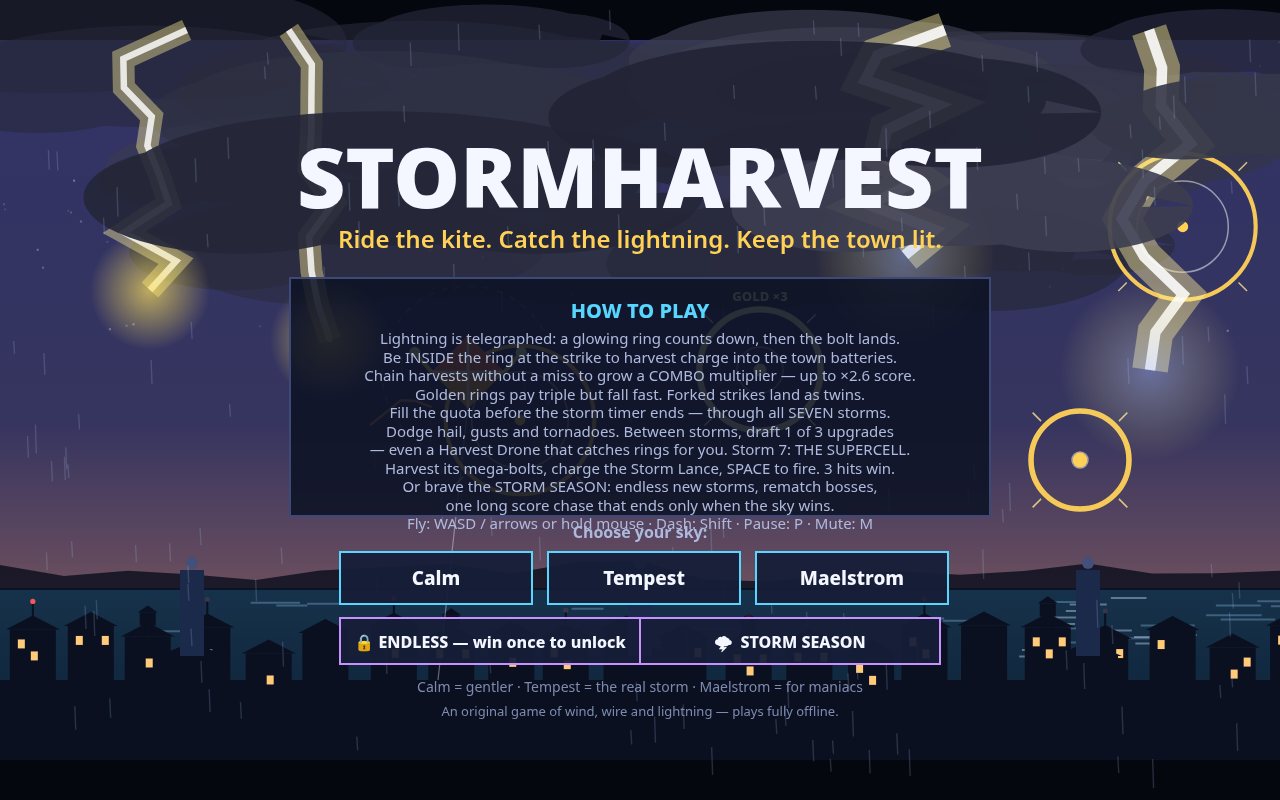 STORMHARVEST
Ride the kite. Catch the lightning. Keep the town lit.
GOLD ×3
HOW TO PLAY
Lightning is telegraphed: a glowing ring counts down, then the bolt lands.
Be INSIDE the ring at the strike to harvest charge into the town batteries.
Chain harvests without a miss to grow a COMBO multiplier — up to ×2.6 score.
Golden rings pay triple but fall fast. Forked strikes land as twins.
Fill the quota before the storm timer ends — through all SEVEN storms.
Dodge hail, gusts and tornadoes. Between storms, draft 1 of 3 upgrades
— even a Harvest Drone that catches rings for you. Storm 7: THE SUPERCELL.
Harvest its mega-bolts, charge the Storm Lance, SPACE to fire. 3 hits win.
Or brave the STORM SEASON: endless new storms, rematch bosses,
one long score chase that ends only when the sky wins.
Fly: WASD / arrows or hold mouse · Dash: Shift · Pause: P · Mute: M
Choose your sky:
Calm
Tempest
Maelstrom
🔒 ENDLESS — win once to unlock
🌩 STORM SEASON
Calm = gentler · Tempest = the real storm · Maelstrom = for maniacs
An original game of wind, wire and lightning — plays fully offline.